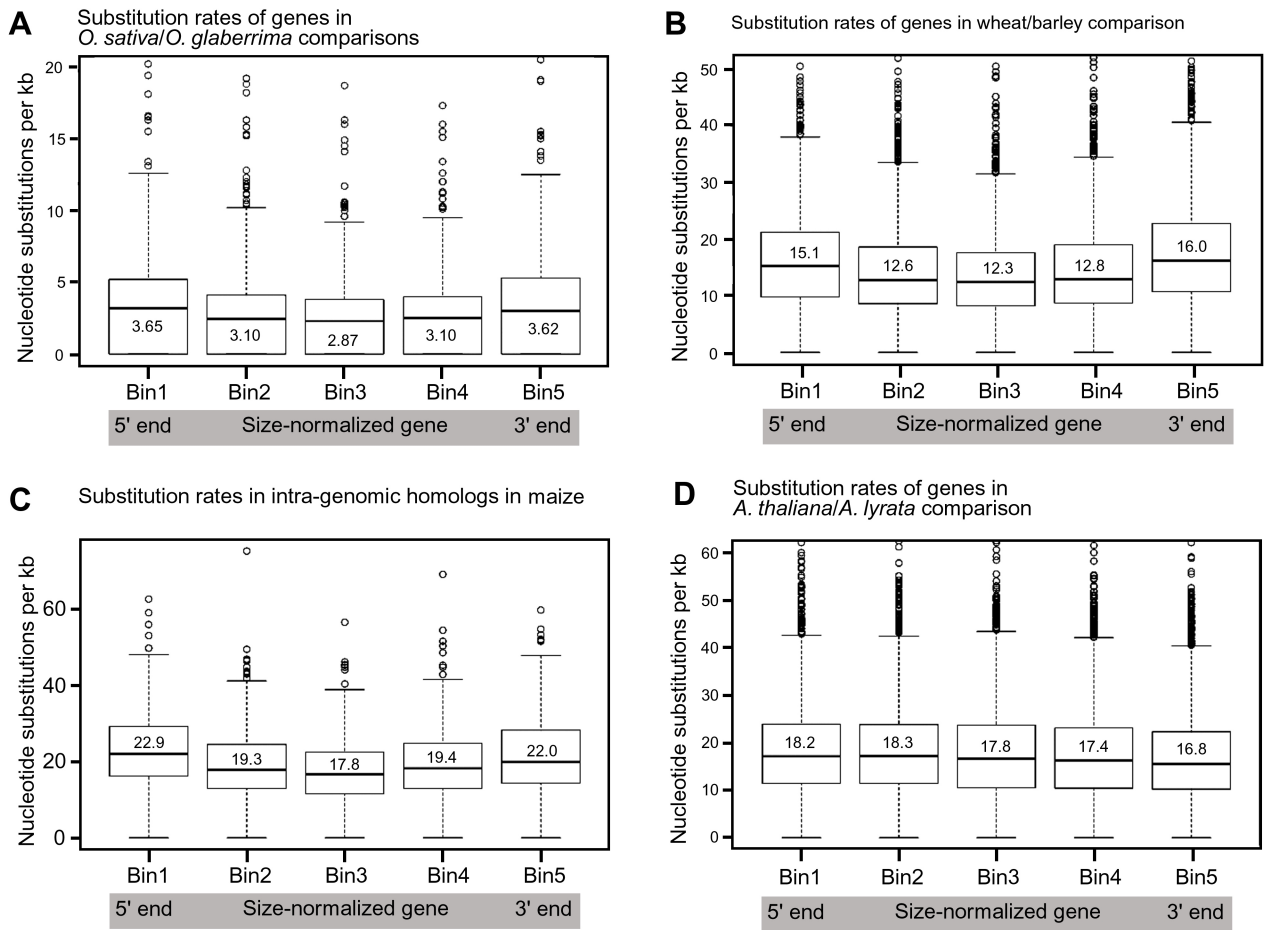 A
Substitution rates of genes in
O. sativa/O. glaberrima comparisons
Nucleotide substitutions per kb
20
15
10
5
0
3.65
3.10
2.87
3.10
3.62
Bin1 Bin2 Bin3 Bin4 Bin5
5' end Size-normalized gene 3' end
B
Substitution rates of genes in wheat/barley comparison
Nucleotide substitutions per kb
50
40
30
20
10
0
15.1
12.6
12.3
12.8
16.0
Bin1 Bin2 Bin3 Bin4 Bin5
5' end Size-normalized gene 3' end
C
Substitution rates in intra-genomic homologs in maize
Nucleotide substitutions per kb
60
40
20
0
22.9
19.3
17.8
19.4
22.0
Bin1 Bin2 Bin3 Bin4 Bin5
5' end Size-normalized gene 3' end
D
Substitution rates of genes in
A. thaliana/A. lyrata comparison
Nucleotide substitutions per kb
60
50
40
30
20
10
0
18.2
18.3
17.8
17.4
16.8
Bin1 Bin2 Bin3 Bin4 Bin5
5' end Size-normalized gene 3' end